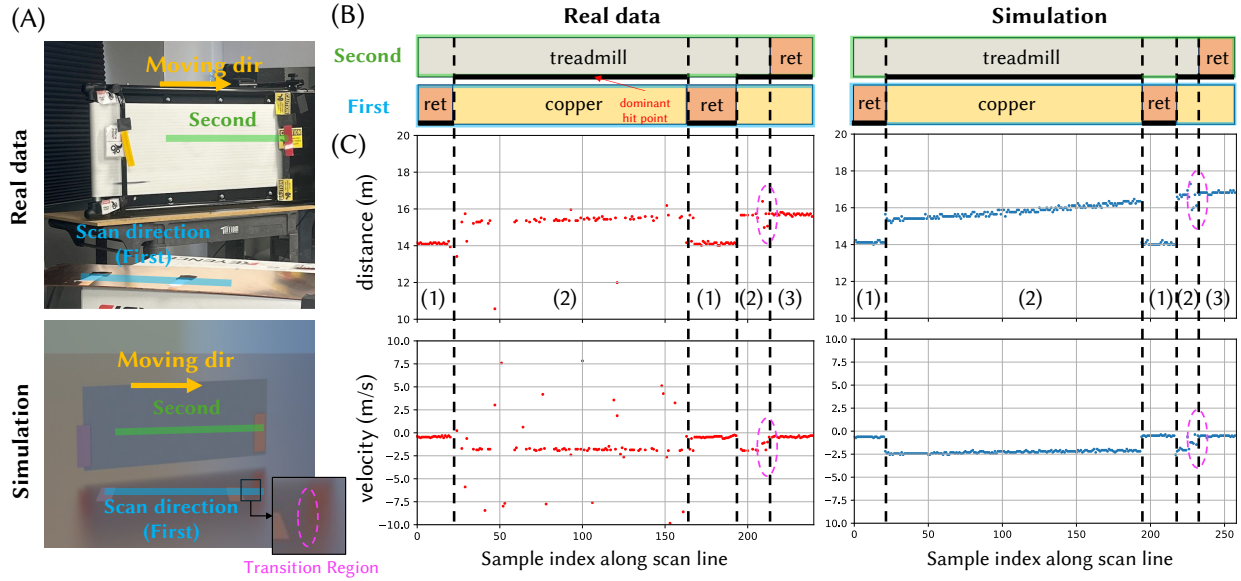 (A)
Real data
Moving dir
Second
Scan direction
(First)
Simulation
Moving dir
Second
Scan direction
(First)
Transition Region
(B)
Real data
Simulation
Second
treadmill
ret
treadmill
ret
First
ret
copper
dominant
hit point
ret
ret
copper
ret
(C)
distance (m)
20
18
16
14
12
10
(1)
(2)
(1)
(2)
(3)
20
18
16
14
12
10
(1)
(2)
(1)
(2)
(3)
velocity (m/s)
10.0
7.5
5.0
2.5
0.0
−2.5
−5.0
−7.5
−10.0
0
50
100
150
200
Sample index along scan line
10.0
7.5
5.0
2.5
0.0
−2.5
−5.0
−7.5
10.0
0
50
100
150
200
250
Sample index along scan line